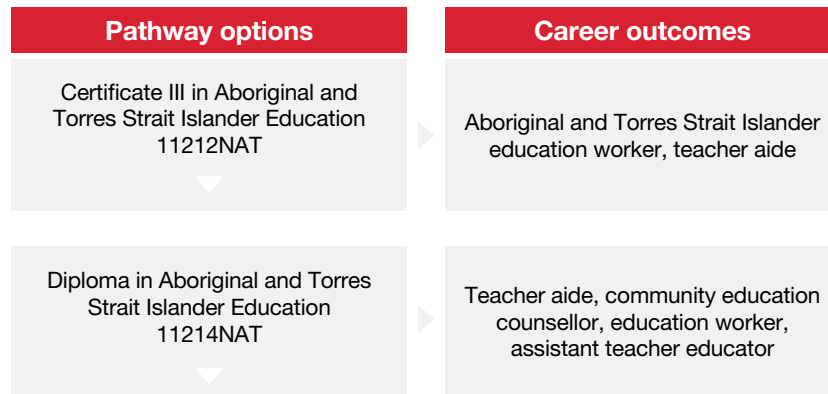 Pathway options
Career outcomes
Certificate III in Aboriginal and
Torres Strait Islander Education
11212NAT
Aboriginal and Torres Strait Islander
education worker, teacher aide
Diploma in Aboriginal and Torres
Strait Islander Education
11214NAT
Teacher aide, community education
counsellor, education worker,
assistant teacher educator